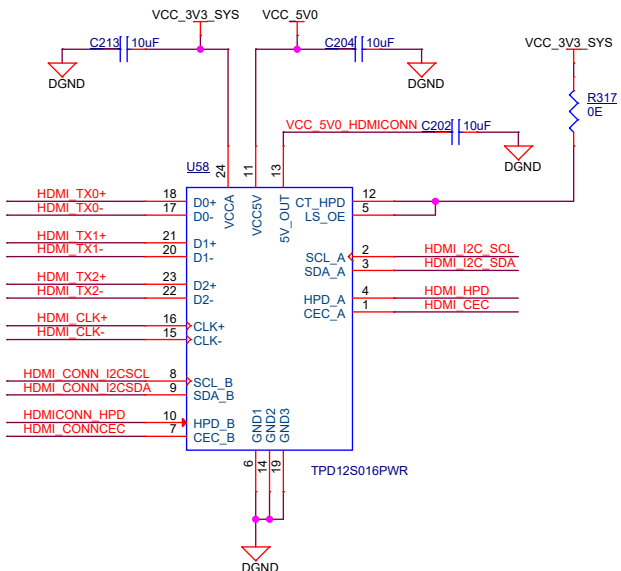 VCC_3V3_SYS
VCC_5V0
C213 10uF
C204 10uF
VCC_3V3_SYS
DGND
DGND
R317
0E
VCC_5V0_HDMICONN C202 10uF
DGND
U58
24 11 13
VCCA VCC5V 5V_OUT
HDMI_TX0+ 18 D0+
HDMI_TX0- 17 D0-
CT_HPD 12
LS_OE 5
HDMI_TX1+ 21 D1+
HDMI_TX1- 20 D1-
SCL_A 2 HDMI_I2C_SCL
SDA_A 3 HDMI_I2C_SDA
HDMI_TX2+ 23 D2+
HDMI_TX2- 22 D2-
HPD_A 4 HDMI_HPD
CEC_A 1 HDMI_CEC
HDMI_CLK+ 16 CLK+
HDMI_CLK- 15 CLK-
HDMI_CONN_I2CSCL 8 SCL_B
HDMI_CONN_I2CSDA 9 SDA_B
HDMICONN_HPD 10 HPD_B
HDMI_CONNCEC 7 CEC_B
GND1 GND2 GND3
6 14 19
TPD12S016PWR
DGND